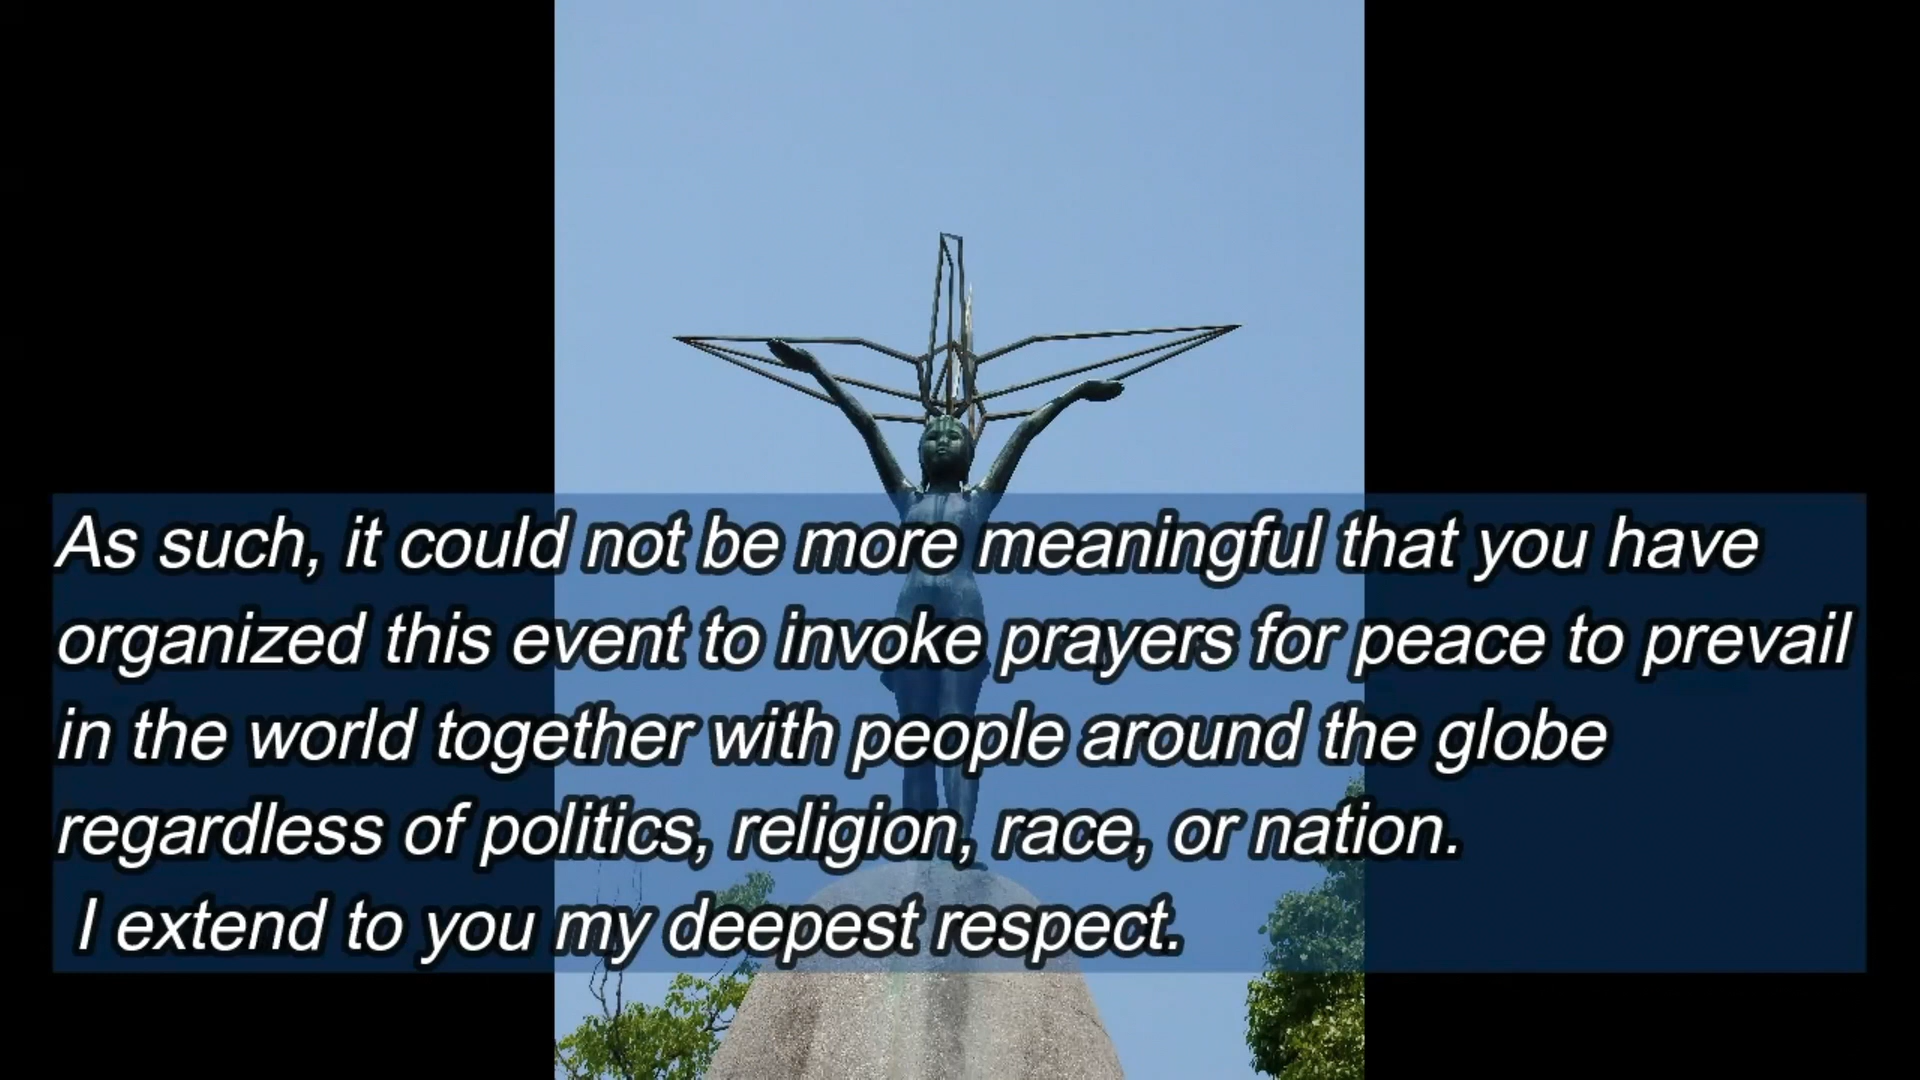 As such, it could not be more meaningful that you have
organized this event to invoke prayers for peace to prevail
in the world together with people around the globe
regardless of politics, religion, race, or nation.
I extend to you my deepest respect.